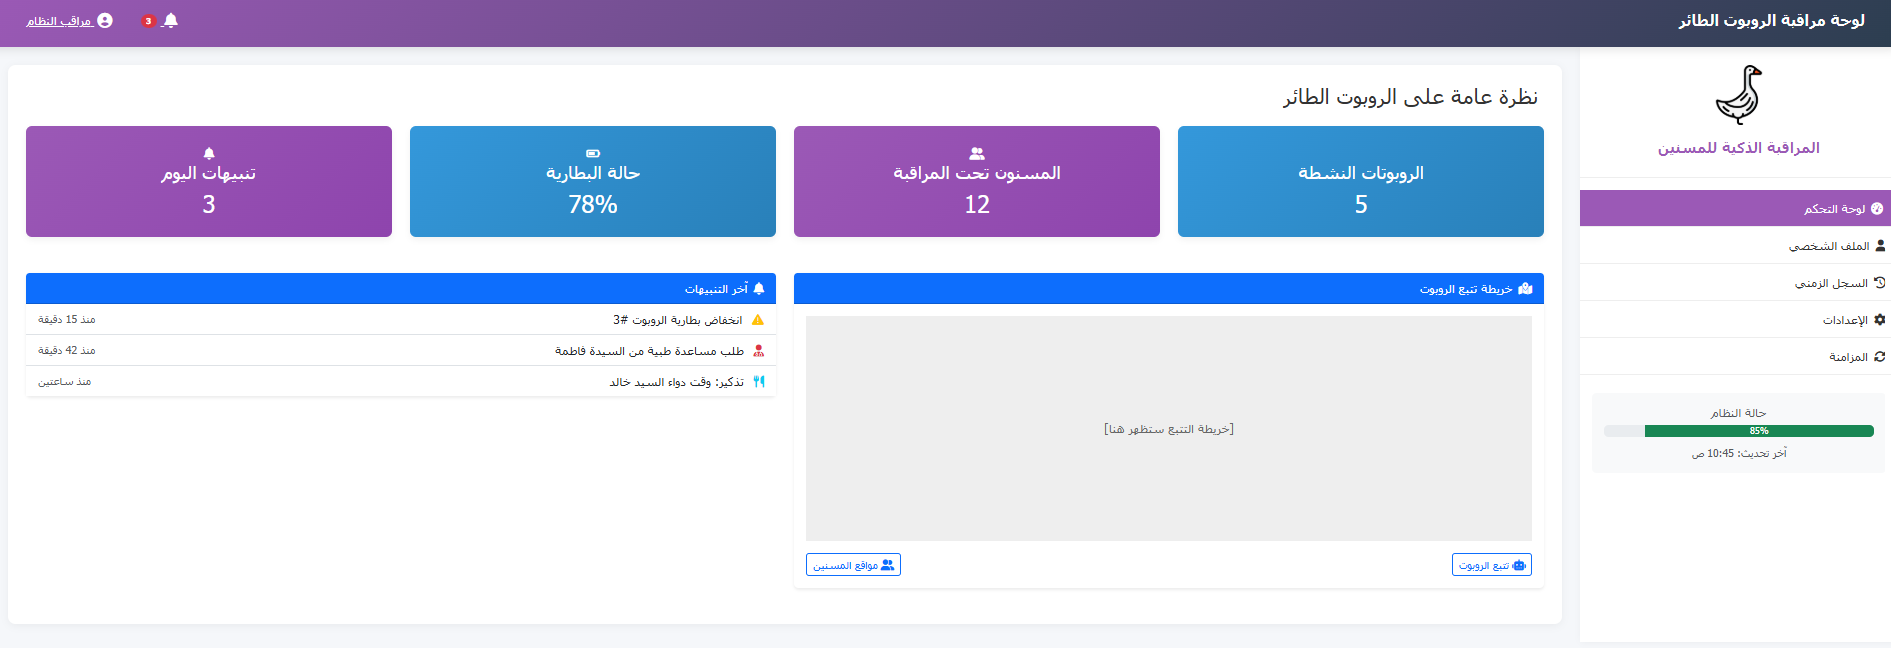 لوحة مراقبة الروبوت الطائر
3
مراقب النظام
المراقبة الذكية للمسنين
لوحة التحكم
الملف الشخصي
السجل الزمني
الإعدادات
المزامنة
حالة النظام
85%
آخر تحديث: 10:45 ص
نظرة عامة على الروبوت الطائر
الروبوتات النشطة
5
المسنون تحت المراقبة
12
حالة البطارية
78%
تنبيهات اليوم
3
خريطة تتبع الروبوت
[خريطة التتبع ستظهر هنا]
تتبع الروبوت
مواقع المسنين
آخر التنبيهات
انخفاض بطارية الروبوت #3
منذ 15 دقيقة
طلب مساعدة طبية من السيدة فاطمة
منذ 42 دقيقة
تذكير: وقت دواء السيد خالد
منذ ساعتين